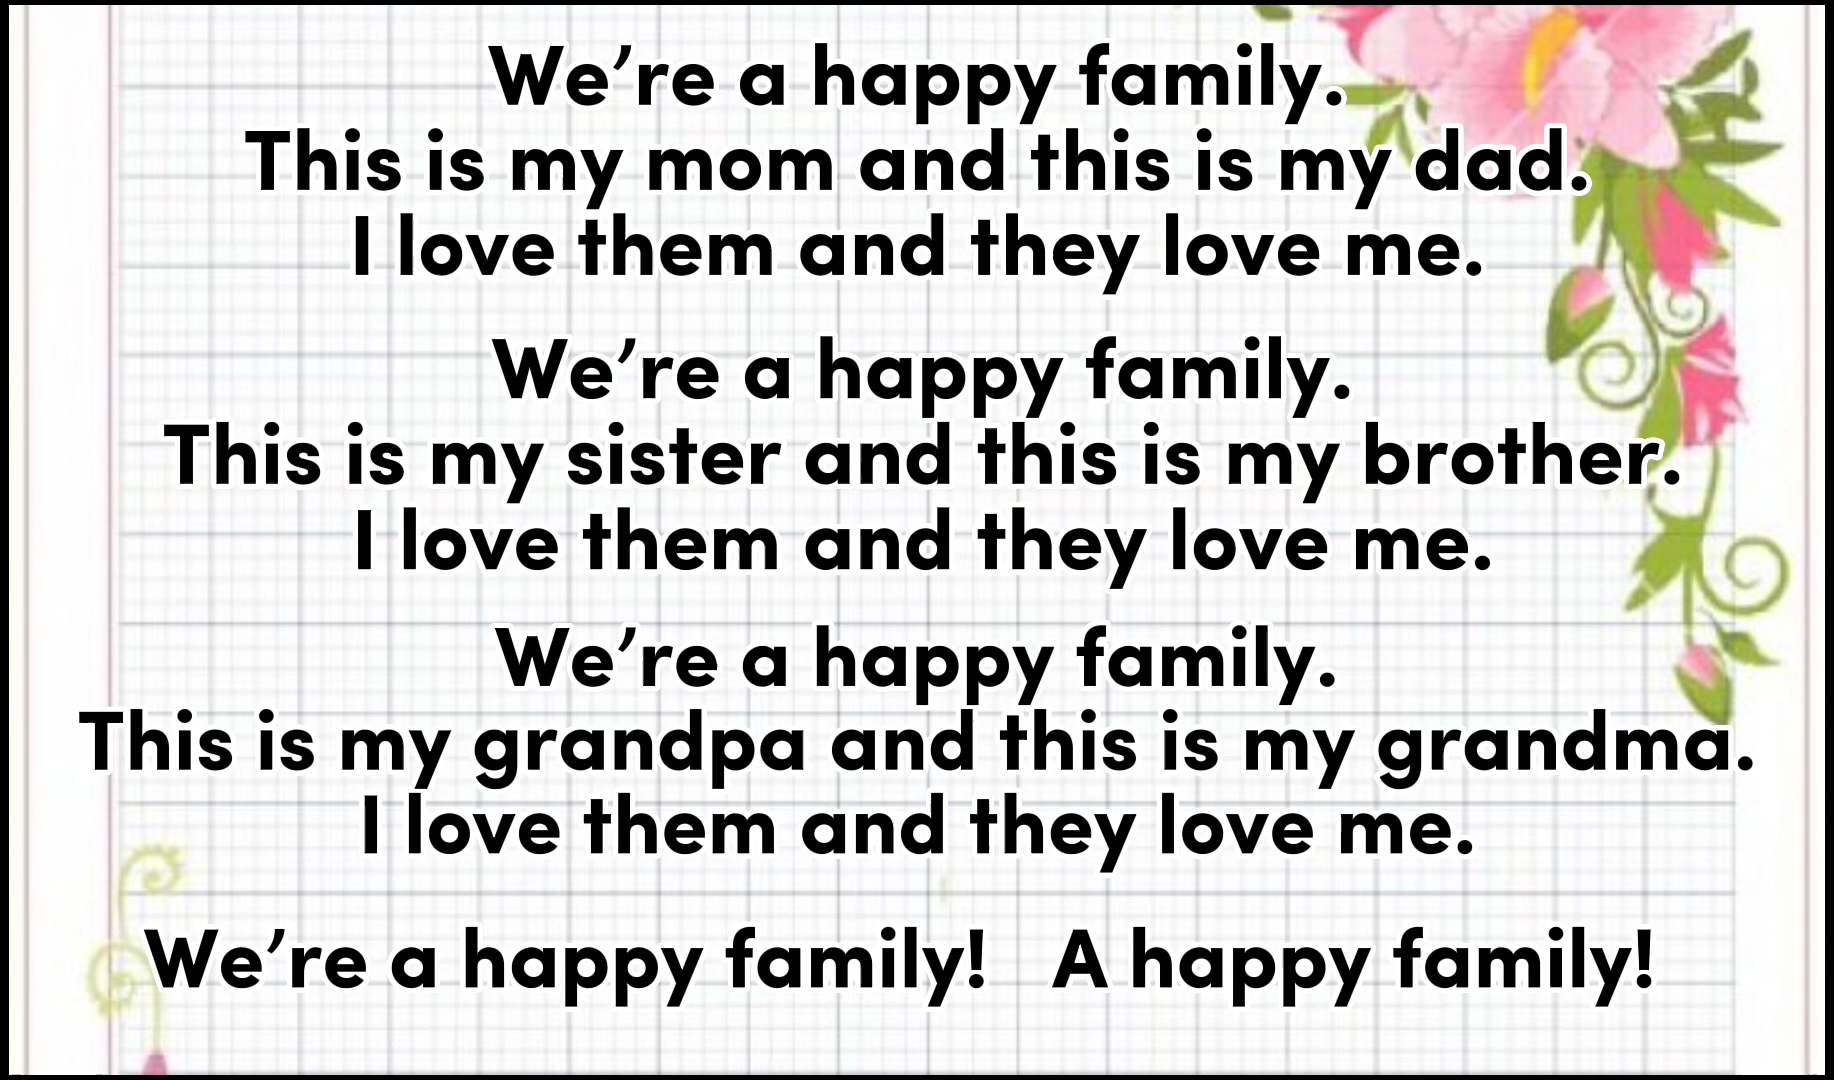 We’re a happy family.
This is my mom and this is my dad.
I love them and they love me.
We’re a happy family.
This is my sister and this is my brother.
I love them and they love me.
We’re a happy family.
This is my grandpa and this is my grandma.
I love them and they love me.
We’re a happy family! A happy family!